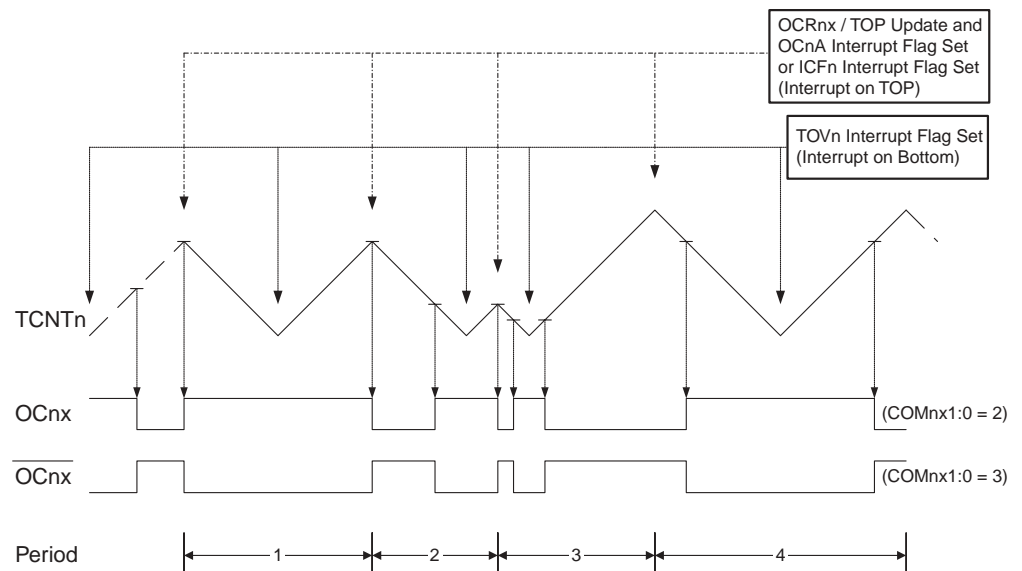 OCRnx / TOP Update and
OCnA Interrupt Flag Set
or ICFn Interrupt Flag Set
(Interrupt on TOP)
TOVn Interrupt Flag Set
(Interrupt on Bottom)
TCNTn
OCnx
(COMnx1:0 = 2)
OCnx
(COMnx1:0 = 3)
Period
1
2
3
4